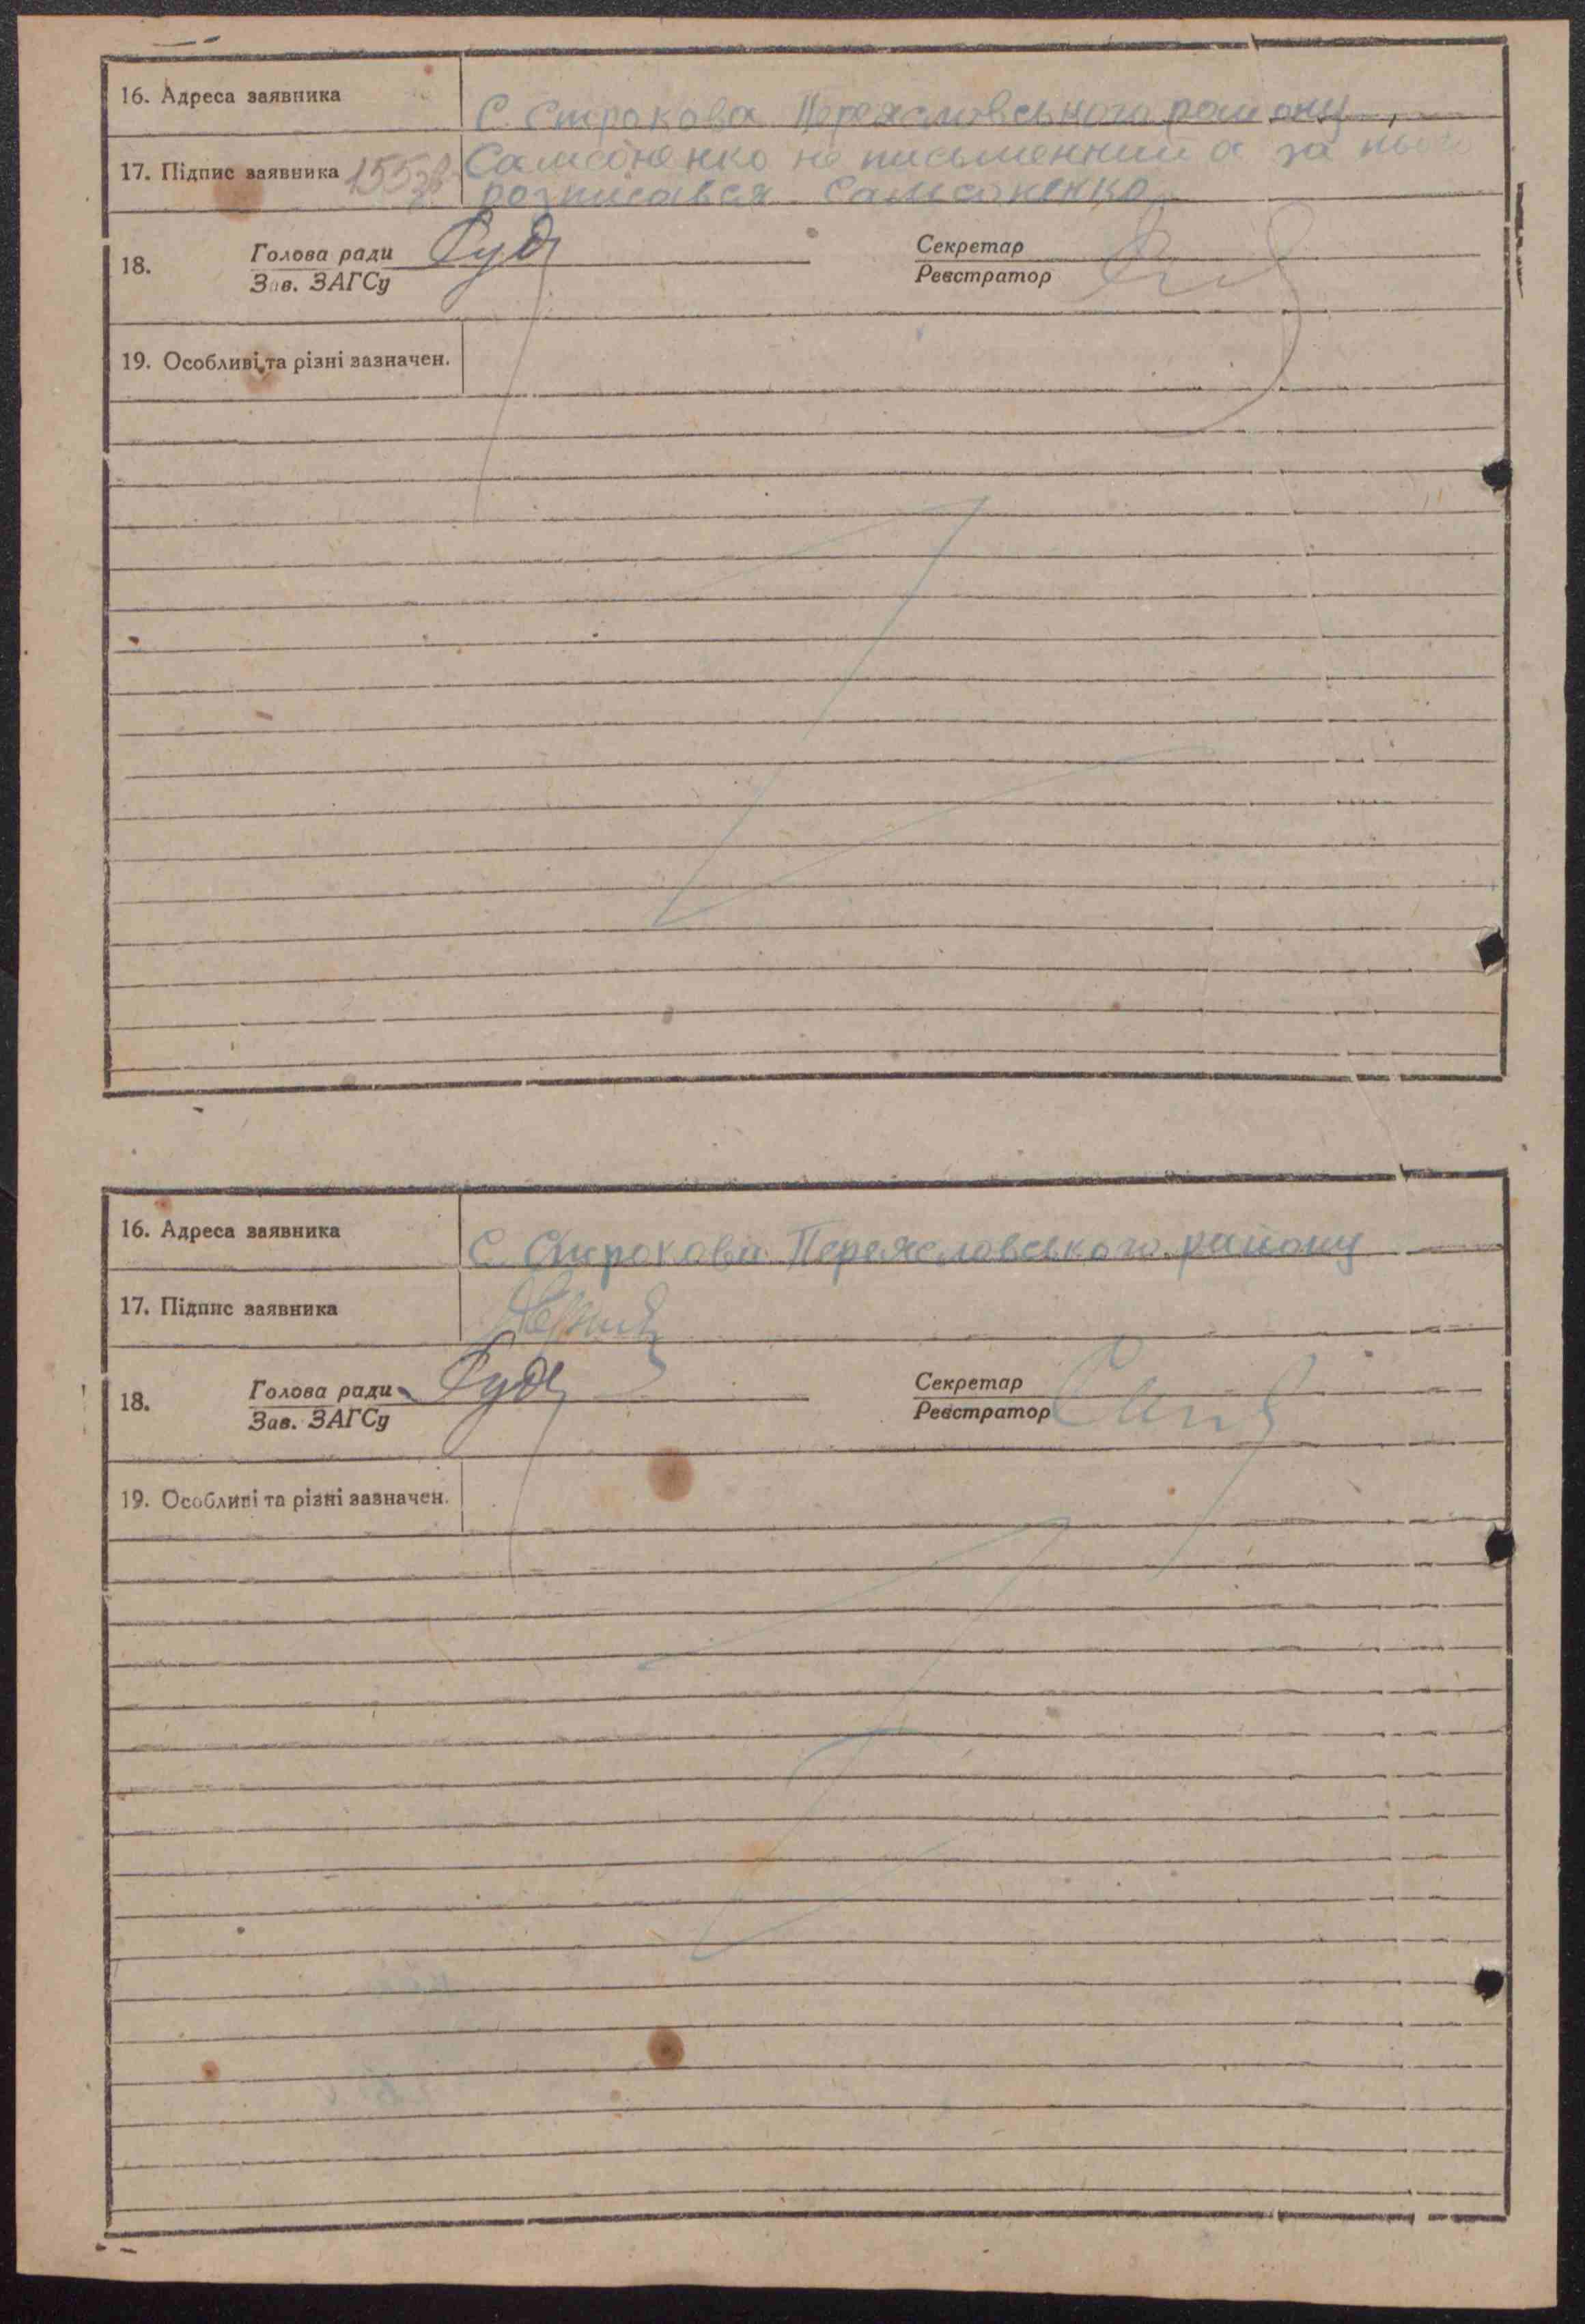 16. Адреса заявника С. Строкова Переяславського району,
17. Підпис заявника 155 зв Самсоненко не письменний а за нього
розписався Самсоненко
18. Голова ради Секретар
Зав. ЗАГСу Реєстратор
19. Особливі та різні зазначен.
16. Адреса заявника С Строкова Переяславського району
17. Підпис заявника
18. Голова ради Секретар
Зав. ЗАГСу Реєстратор
19. Особливі та різні зазначен.